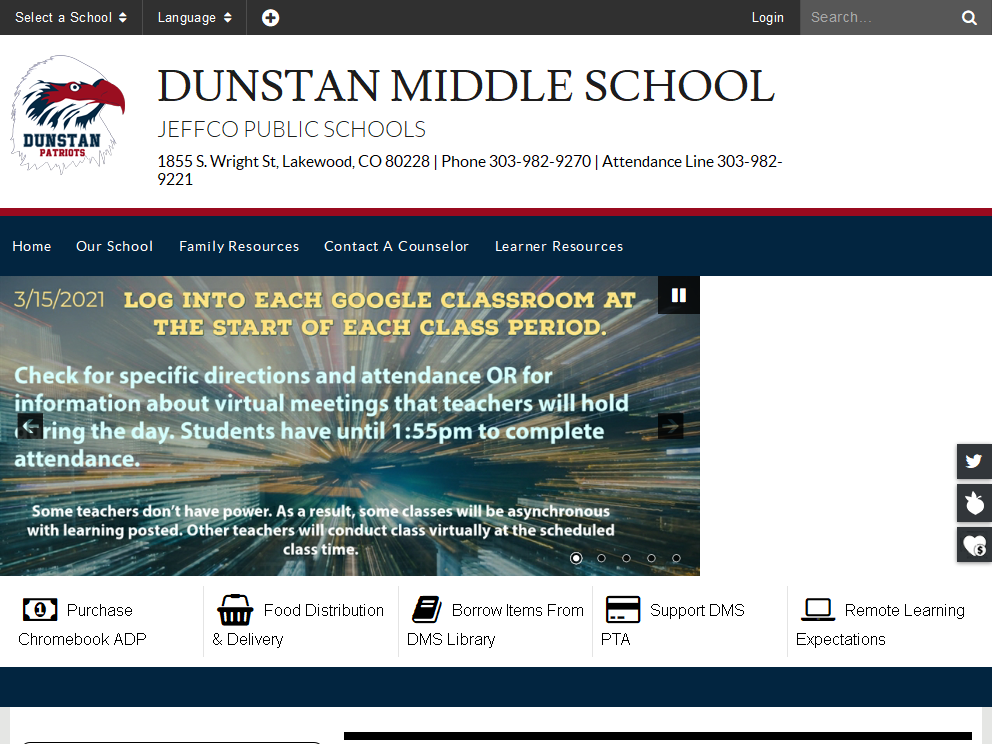 Select a School
Language
Login
Search...
DUNSTAN
PATRIOTS
DUNSTAN MIDDLE SCHOOL
JEFFCO PUBLIC SCHOOLS
1855 S. Wright St, Lakewood, CO 80228 | Phone 303-982-9270 | Attendance Line 303-982-
9221
Home
Our School
Family Resources
Contact A Counselor
Learner Resources
3/15/2021 LOG INTO EACH GOOGLE CLASSROOM AT
THE START OF EACH CLASS PERIOD.
Check for specific directions and attendance OR for
information about virtual meetings that teachers will hold
during the day. Students have until 1:55pm to complete
attendance.
Some teachers don't have power. As a result, some classes will be asynchronous
with learning posted. Other teachers will conduct class virtually at the scheduled
class time.
Purchase
Chromebook ADP
Food Distribution
& Delivery
Borrow Items From
DMS Library
Support DMS
PTA
Remote Learning
Expectations